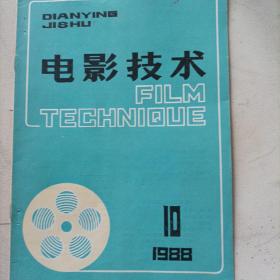 DIANYING
JISHU
电影技术
FILM
TECHNIQUE
10
1988